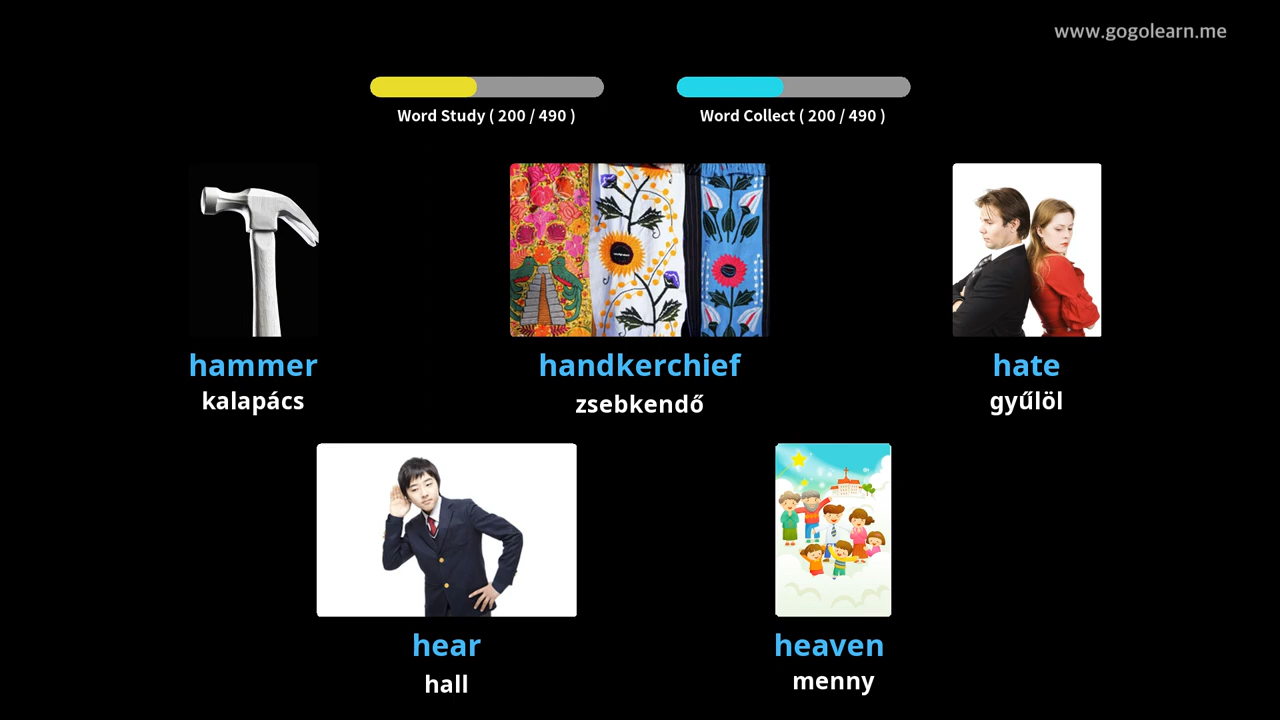 www.gogolearn.me
Word Study ( 200 / 490 )
Word Collect ( 200 / 490 )
hammer
kalapács
handkerchief
zsebkendő
hate
gyűlöl
hear
hall
heaven
menny